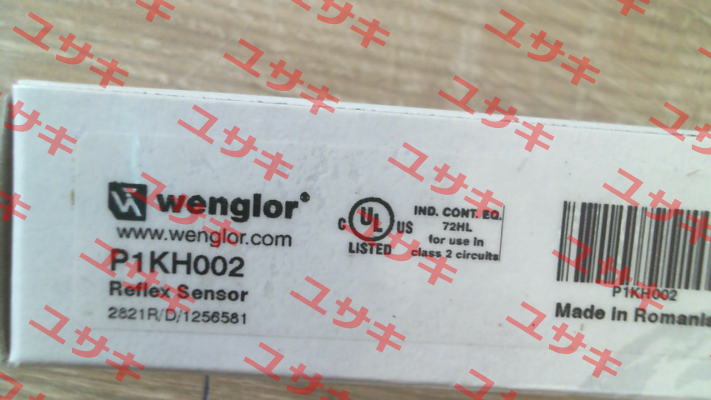 wenglor®
www.wenglor.com
P1KH002
Reflex Sensor
2821R/D/1256581
C UL US
LISTED
IND. CONT. EQ.
72HL
for use in
class 2 circuits
P1KH002
Made in Romania
ユサキ